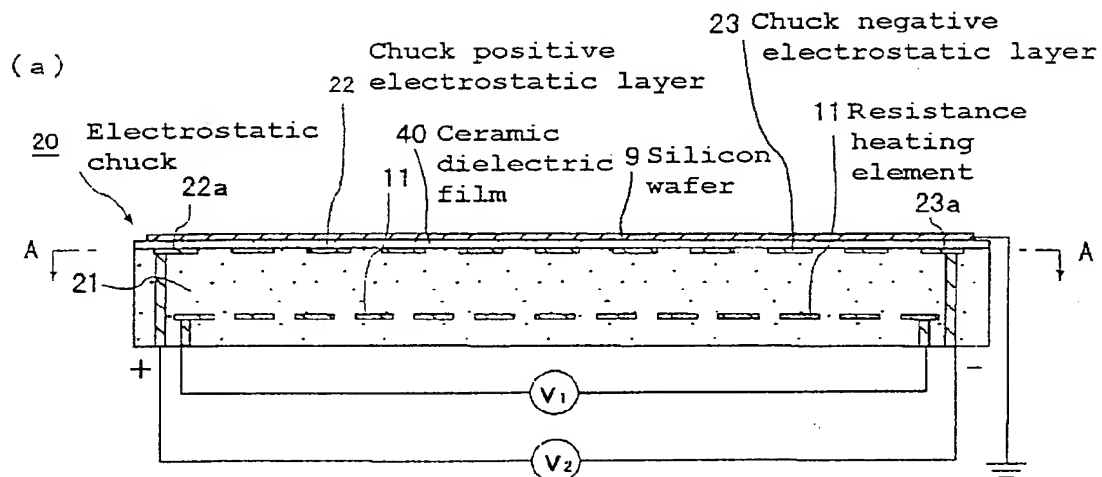 (a)
23 Chuck negative
electrostatic layer
Chuck positive
22 electrostatic layer
20 Electrostatic
chuck
40 Ceramic
dielectric
film
9 Silicon
wafer
11 Resistance
heating
element
22a
11
23a
A
A
21
+
-
V1
V2